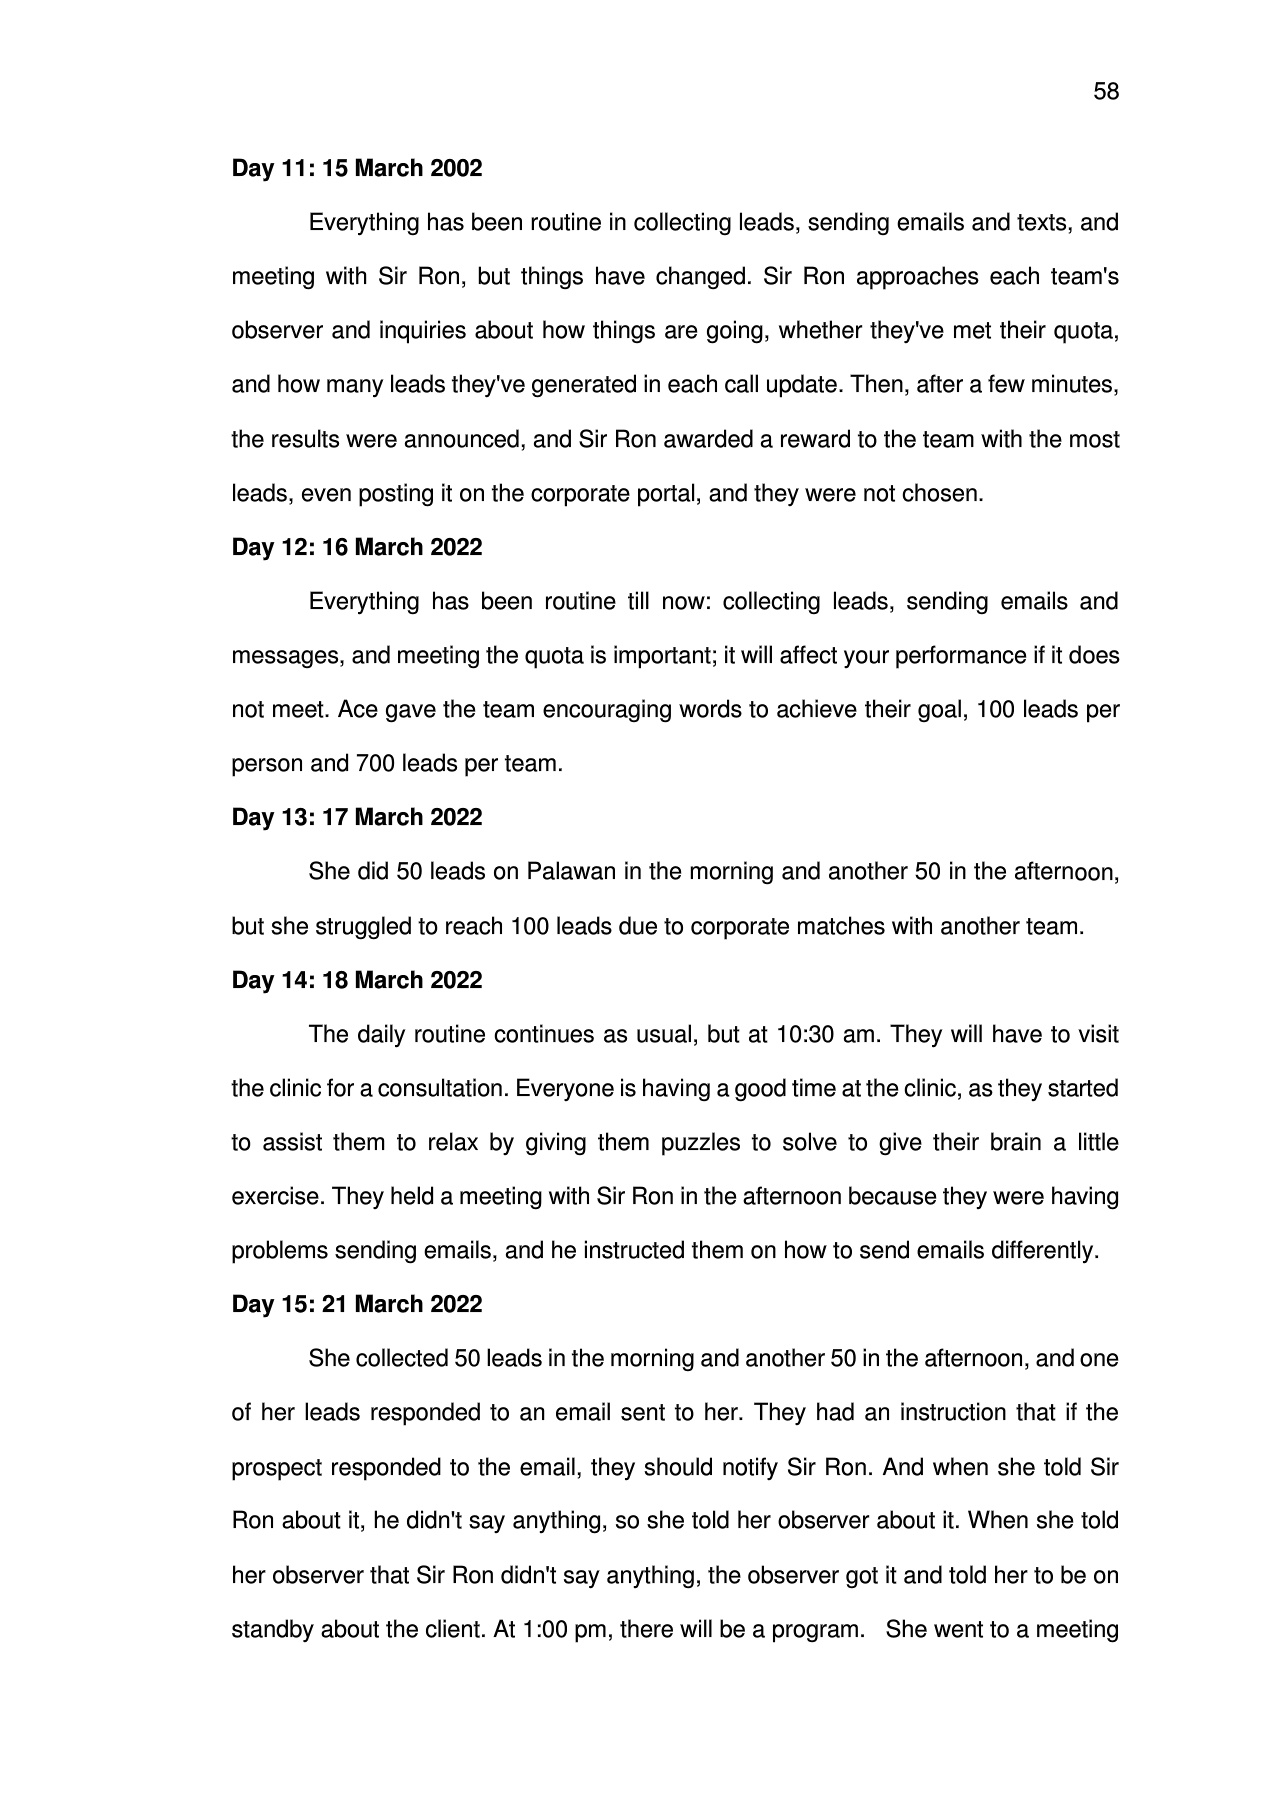 58
Day 11: 15 March 2002
Everything has been routine in collecting leads, sending emails and texts, and
meeting with Sir Ron, but things have changed. Sir Ron approaches each team's
observer and inquiries about how things are going, whether they've met their quota,
and how many leads they've generated in each call update. Then, after a few minutes,
the results were announced, and Sir Ron awarded a reward to the team with the most
leads, even posting it on the corporate portal, and they were not chosen.
Day 12: 16 March 2022
Everything has been routine till now: collecting leads, sending emails and
messages, and meeting the quota is important; it will affect your performance if it does
not meet. Ace gave the team encouraging words to achieve their goal, 100 leads per
person and 700 leads per team.
Day 13: 17 March 2022
She did 50 leads on Palawan in the morning and another 50 in the afternoon,
but she struggled to reach 100 leads due to corporate matches with another team.
Day 14: 18 March 2022
The daily routine continues as usual, but at 10:30 am. They will have to visit
the clinic for a consultation. Everyone is having a good time at the clinic, as they started
to assist them to relax by giving them puzzles to solve to give their brain a little
exercise. They held a meeting with Sir Ron in the afternoon because they were having
problems sending emails, and he instructed them on how to send emails differently.
Day 15: 21 March 2022
She collected 50 leads in the morning and another 50 in the afternoon, and one
of her leads responded to an email sent to her. They had an instruction that if the
prospect responded to the email, they should notify Sir Ron. And when she told Sir
Ron about it, he didn't say anything, so she told her observer about it. When she told
her observer that Sir Ron didn't say anything, the observer got it and told her to be on
standby about the client. At 1:00 pm, there will be a program. She went to a meeting